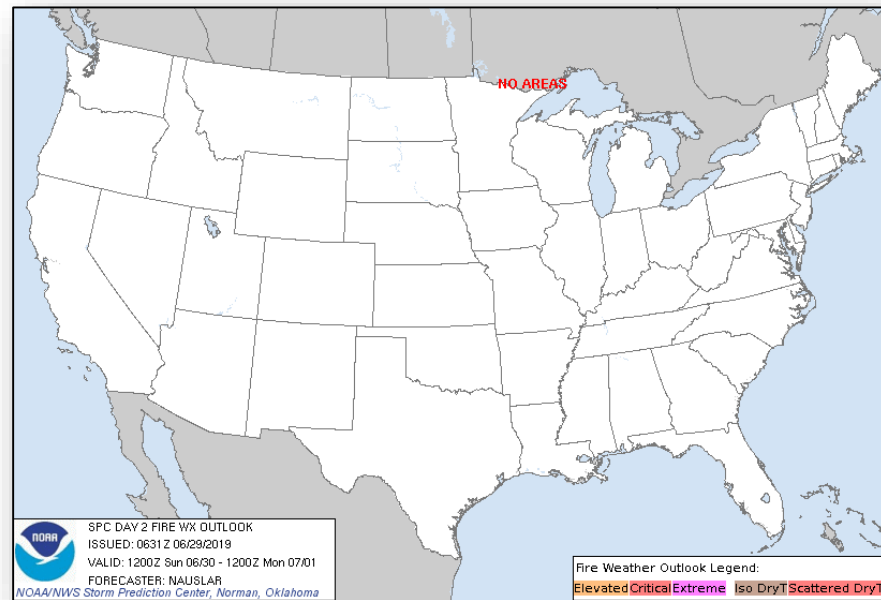 NO AREAS
NOAA
SPC DAY 2 FIRE WX OUTLOOK
ISSUED: 0631Z 06/29/2019
VALID: 1200Z Sun 06/30 - 1200Z Mon 07/01
FORECASTER: NAUSLAR
NOAA/NWS Storm Prediction Center, Norman, Oklahoma
Fire Weather Outlook Legend:
Elevated Critical Extreme Iso DryT Scattered DryT